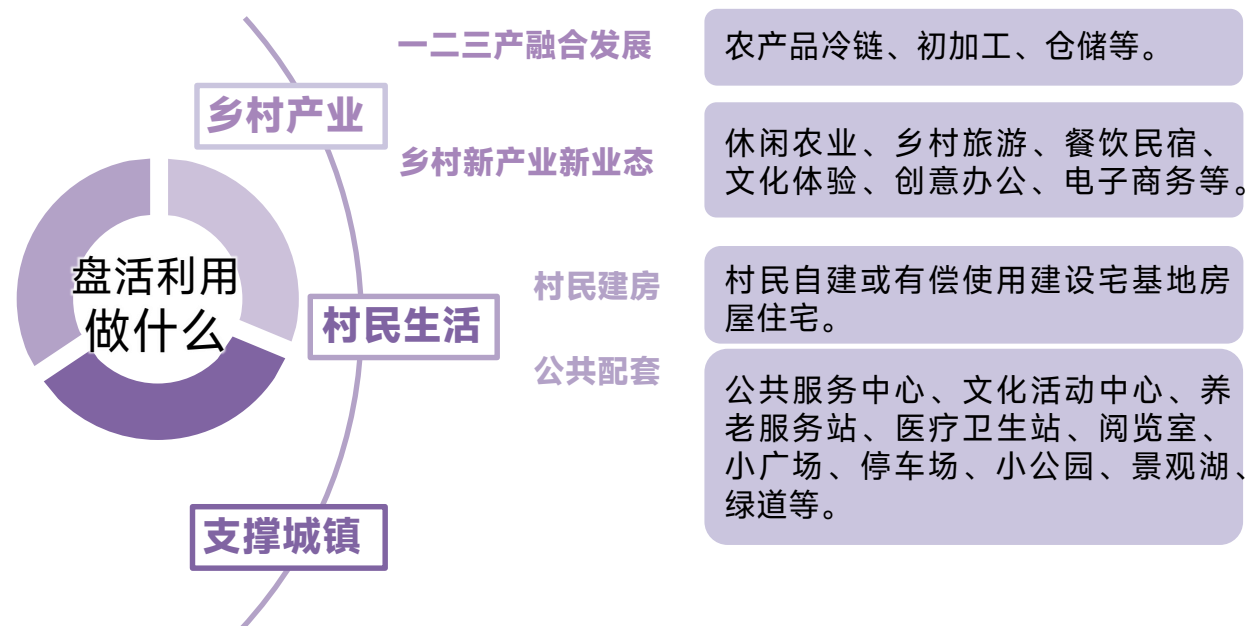 盘活利用
做什么
乡村产业
一二三产融合发展
农产品冷链、初加工、仓储等。
乡村新产业新业态
休闲农业、乡村旅游、餐饮民宿、
文化体验、创意办公、电子商务等。
村民生活
村民建房
村民自建或有偿使用建设宅基地房
屋住宅。
公共配套
公共服务中心、文化活动中心、养
老服务站、医疗卫生站、阅览室、
小广场、停车场、小公园、景观湖、
绿道等。
支撑城镇